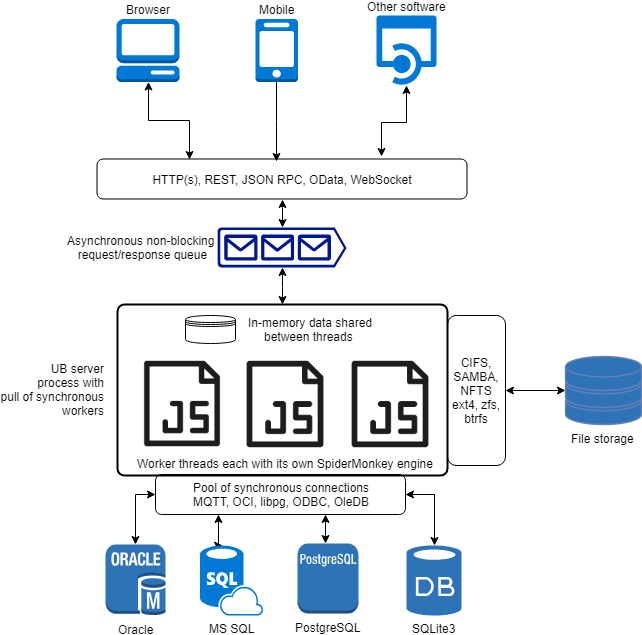 Browser
Mobile
Other software
HTTP(s), REST, JSON RPC, OData, WebSocket
Asynchronous non-blocking
request/response queue
In-memory data shared
between threads
UB server
process with
pull of synchronous
workers
JS
JS
JS
Worker threads each with its own SpiderMonkey engine
CIFS,
SAMBA,
NFTS
ext4, zfs,
btrfs
File storage
Pool of synchronous connections
MQTT, OCI, libpg, ODBC, OleDB
ORACLE
M
SQL
PostgreSQL
DB
Oracle
MS SQL
PostgreSQL
SQLite3